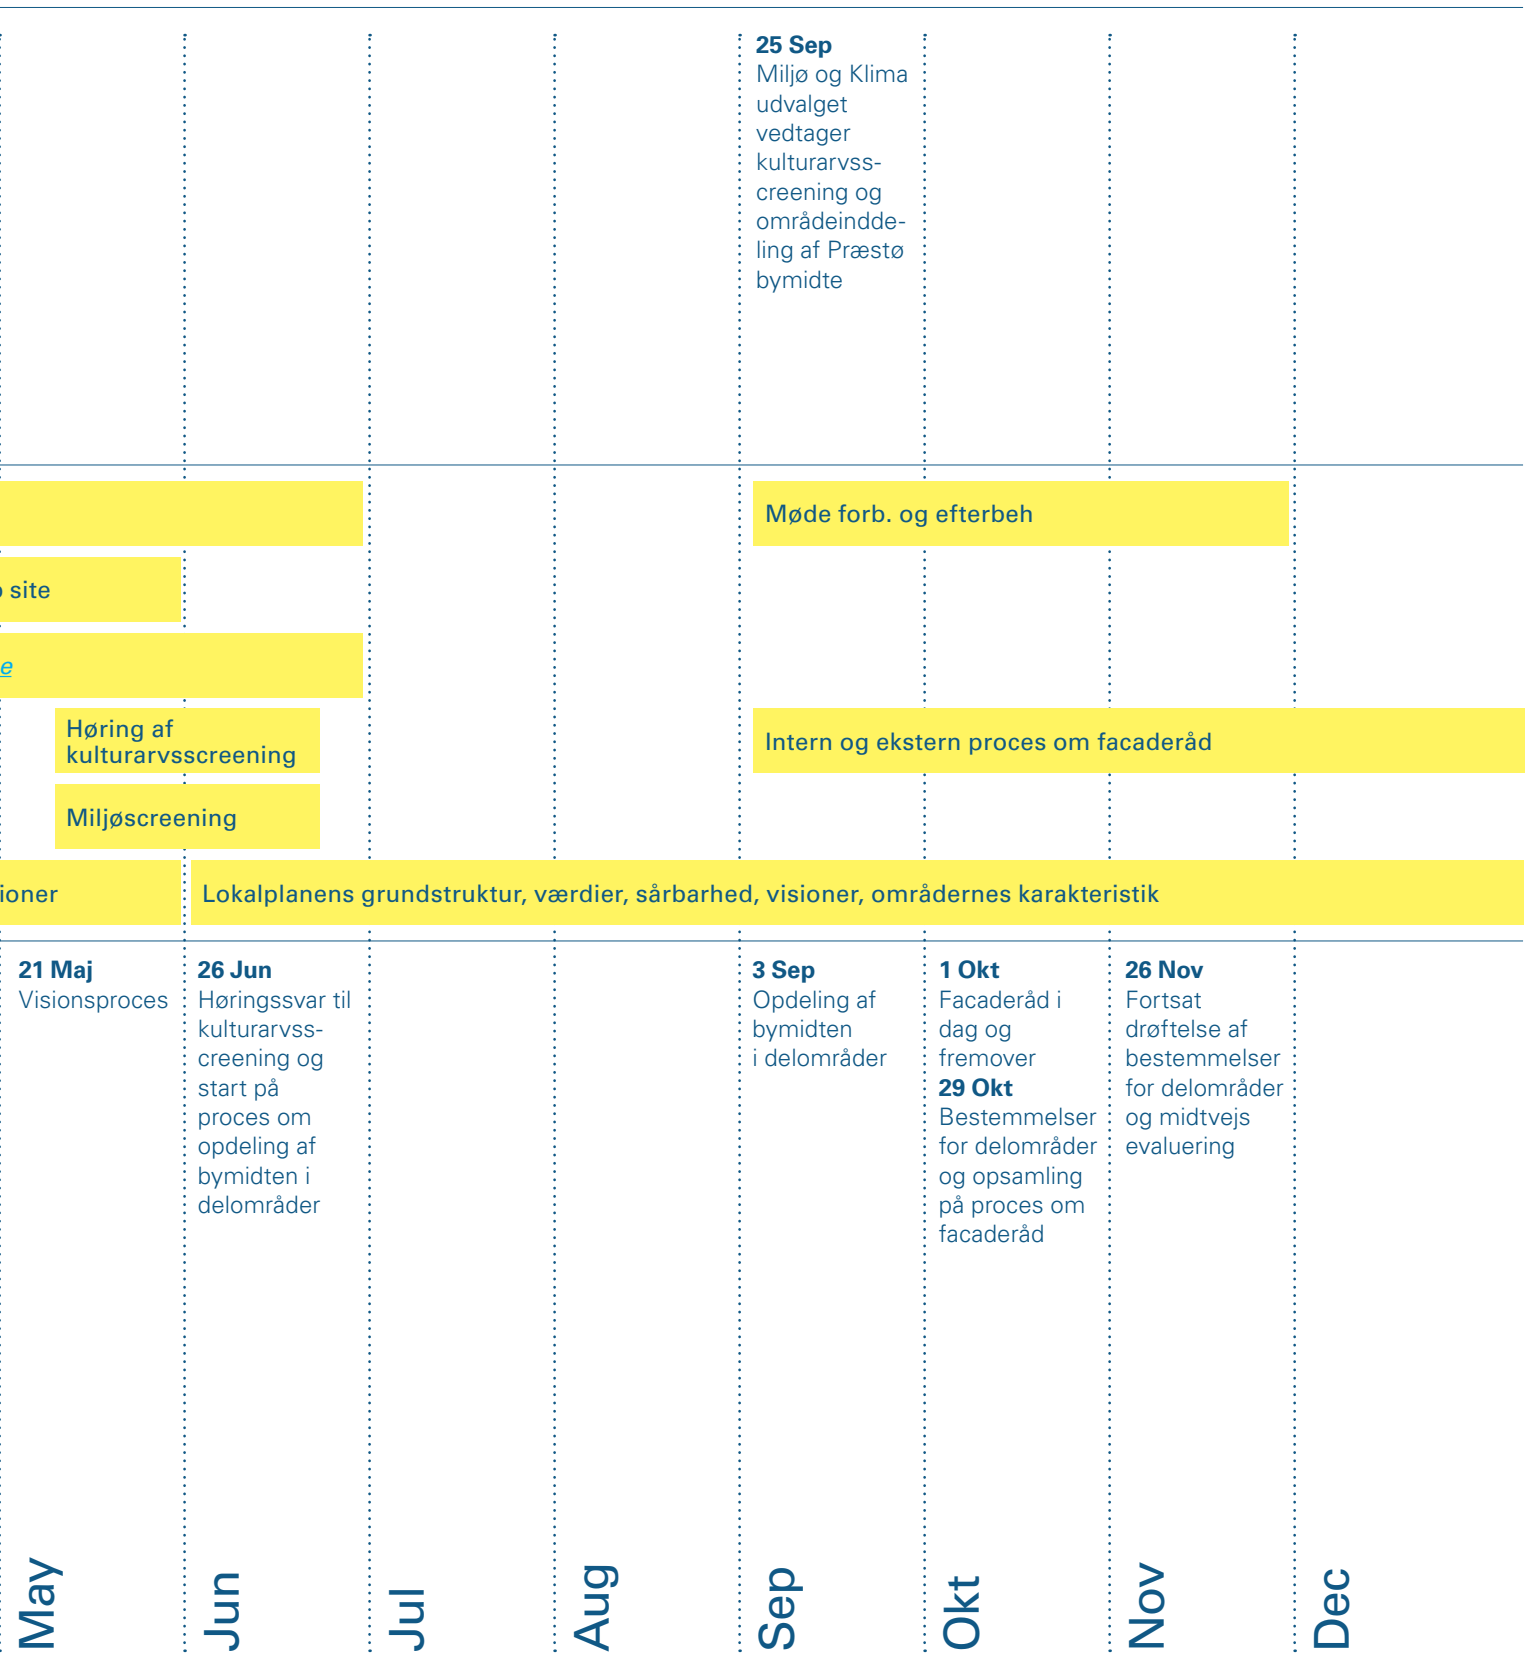 25 Sep
Miljø og Klima
udvalget
vedtager
kulturarvss-
creening og
områdeindde-
ling af Præstø
bymidte
Møde forb. og efterbeh
site
e
Høring af
kulturarvsscreening
Intern og ekstern proces om facaderåd
Miljøscreening
ioner
Lokalplanens grundstruktur, værdier, sårbarhed, visioner, områdernes karakteristik
21 Maj
Visionsproces
26 Jun
Høringssvar til
kulturarvss-
creening og
start på
proces om
opdeling af
bymidten i
delområder
3 Sep
Opdeling af
bymidten
i delområder
1 Okt
Facaderåd i
dag og
fremover
29 Okt
Bestemmelser
for delområder
og opsamling
på proces om
facaderåd
26 Nov
Fortsat
drøftelse af
bestemmelser
for delområder
og midtvejs
evaluering
May
Jun
Jul
Aug
Sep
Okt
Nov
Dec